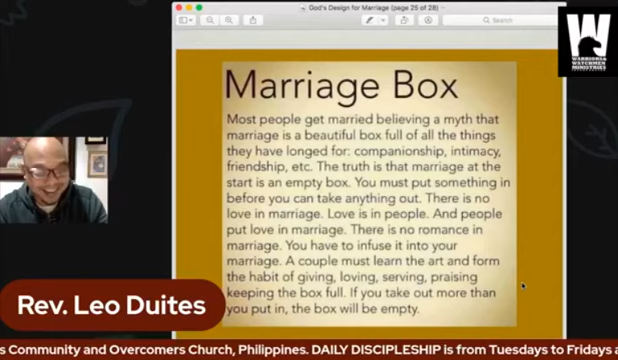 God's Design for Marriage (page 25 of 28)
Search
WARRIORS &
WATCHMEN
MINISTRIES
Marriage Box
Most people get married believing a myth that
marriage is a beautiful box full of all the things
they have longed for: companionship, intimacy,
friendship, etc. The truth is that marriage at the
start is an empty box. You must put something in
before you can take anything out. There is no
love in marriage. Love is in people. And people
put love in marriage. There is no romance in
marriage. You have to infuse it into your
marriage. A couple must learn the art and form
the habit of giving, loving, serving, praising
keeping the box full. If you take out more than
you put in, the box will be empty.
Rev. Leo Duites
s Community and Overcomers Church, Philippines. DAILY DISCIPLESHIP is from Tuesdays to Fridays a